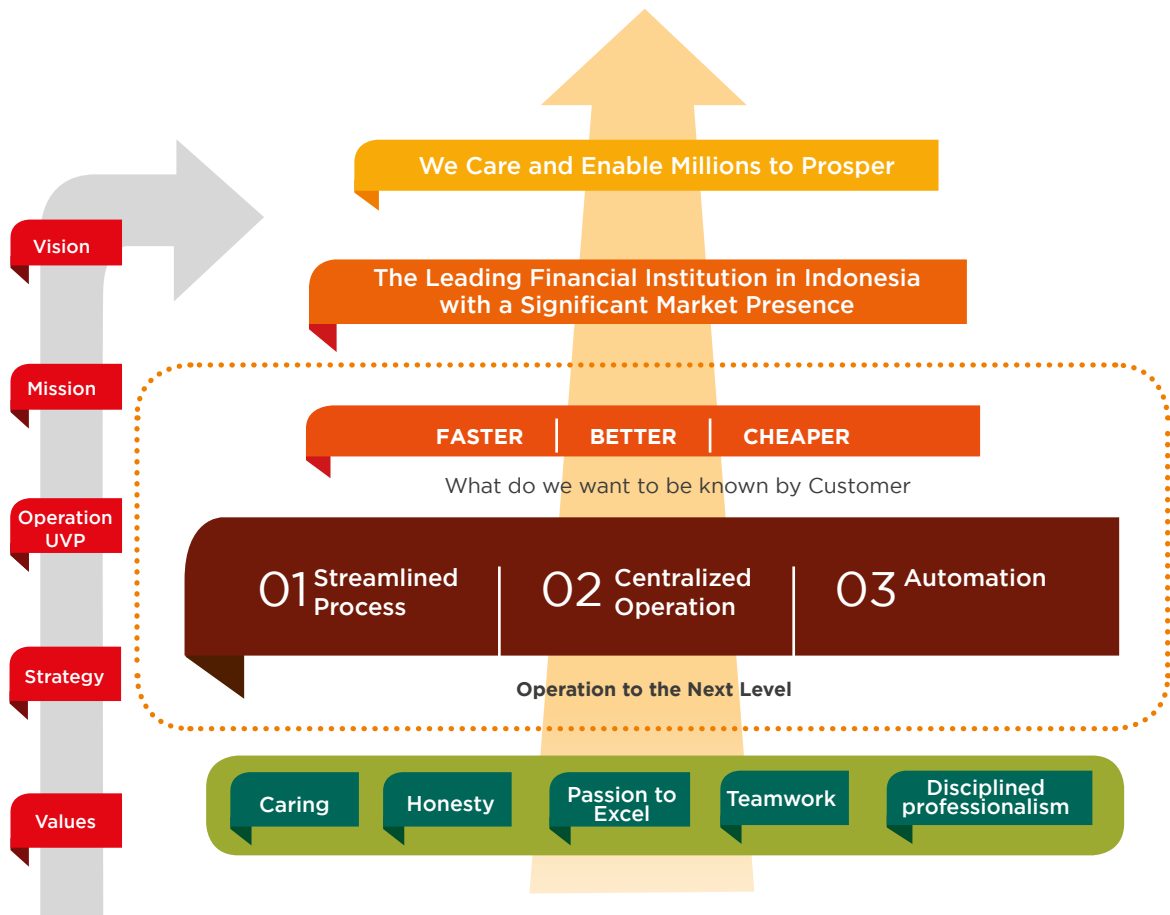 We Care and Enable Millions to Prosper
Vision
The Leading Financial Institution in Indonesia
with a Significant Market Presence
Mission
FASTER
BETTER
CHEAPER
What do we want to be known by Customer
Operation
UVP
01 Streamlined
Process
02 Centralized
Operation
03 Automation
Strategy
Operation to the Next Level
Values
Caring
Honesty
Passion to
Excel
Teamwork
Disciplined
professionalism